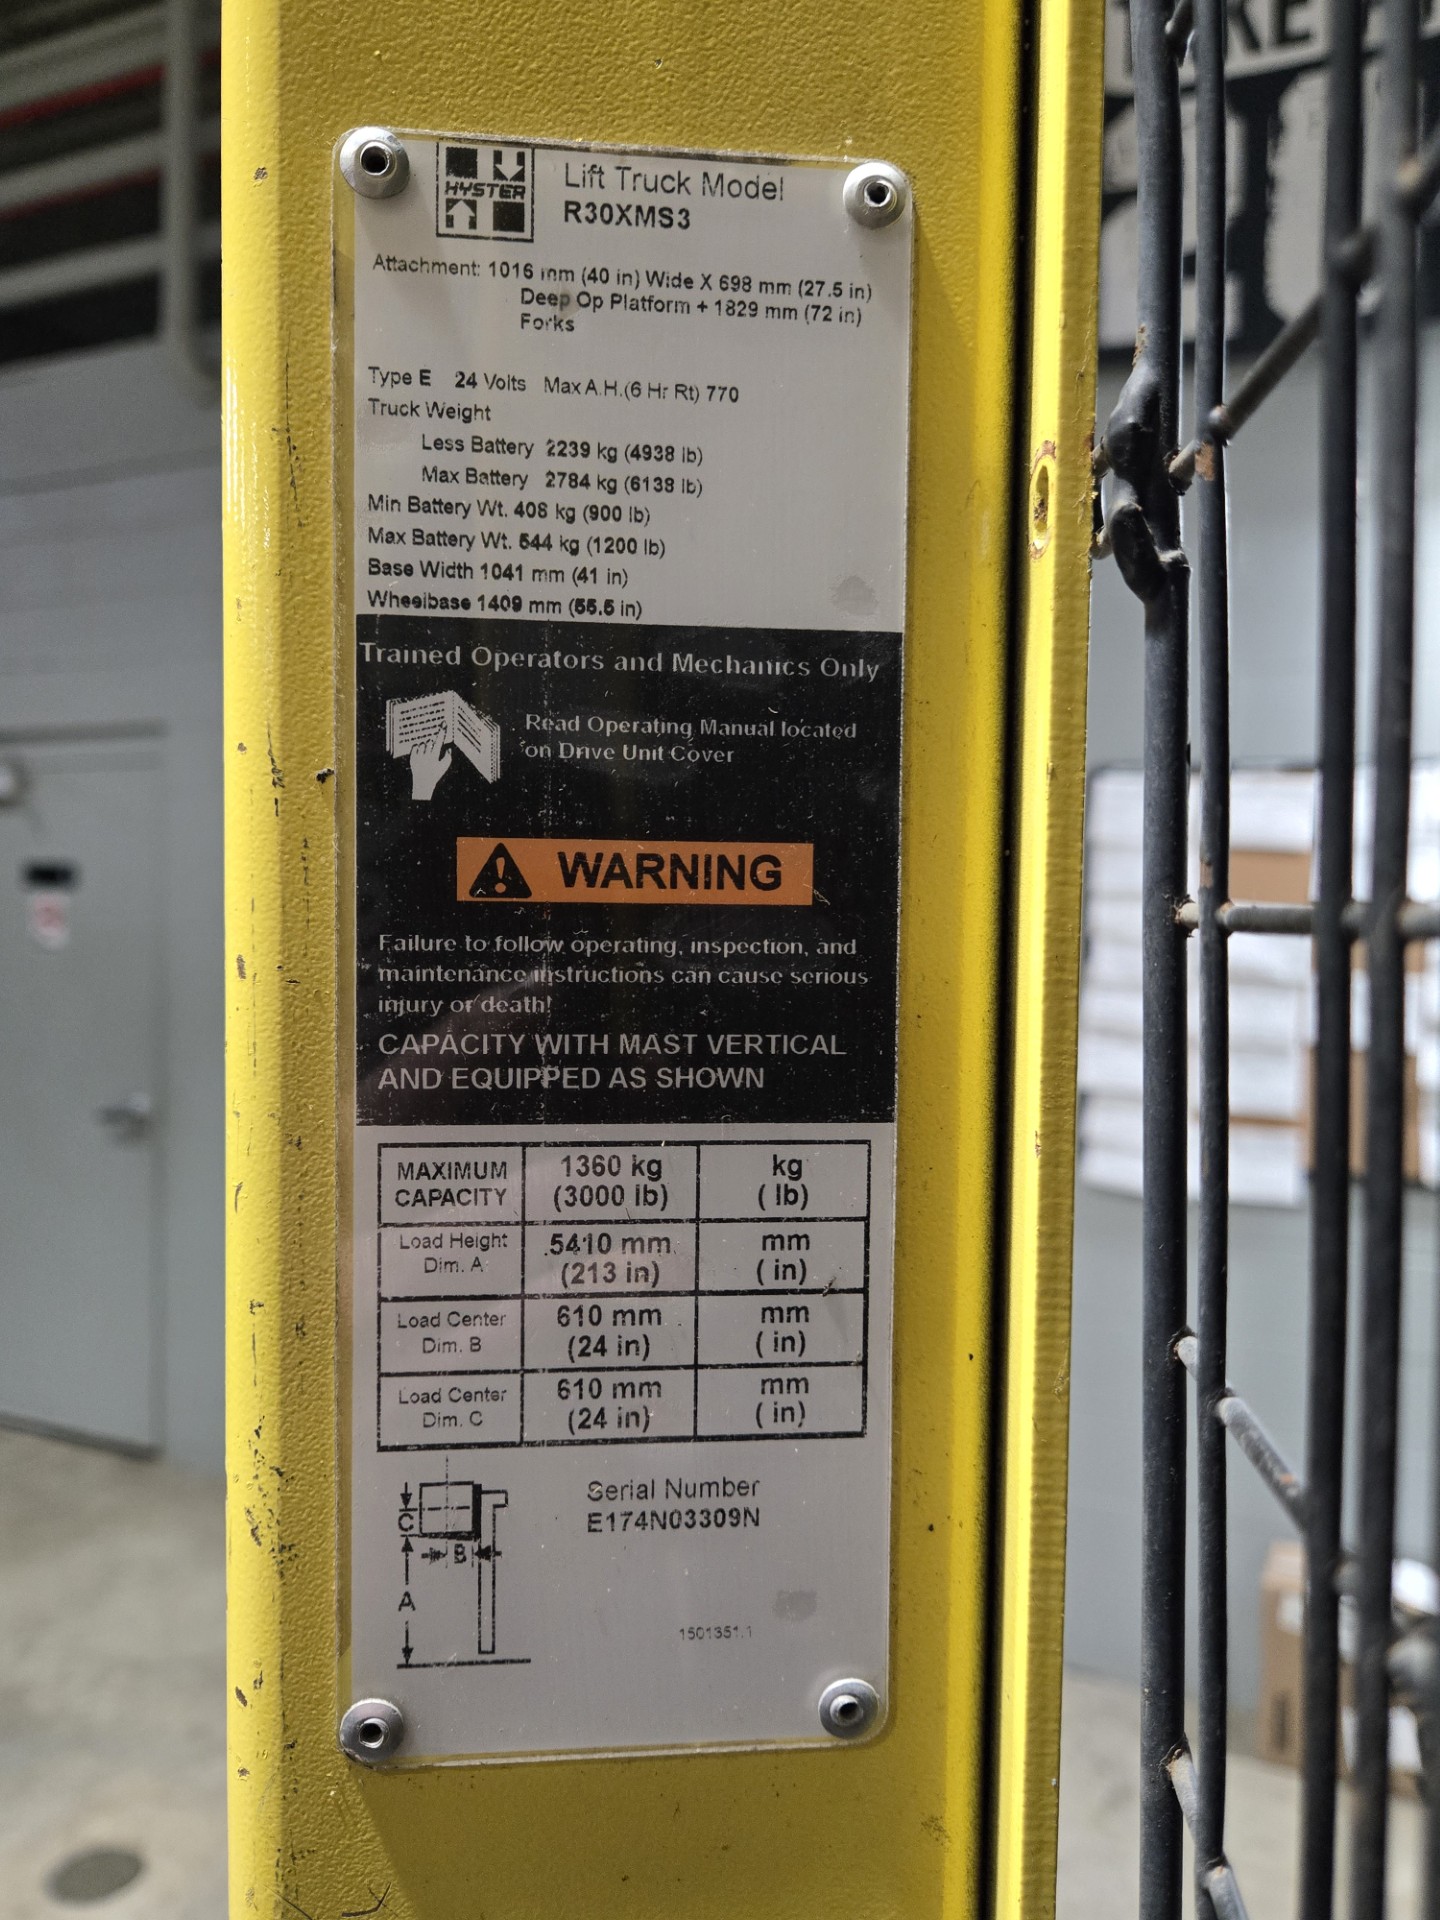 HYSTER
Lift Truck Model
R30XMS3
Attachment: 1016 mm (40 in) Wide X 698 mm (27.5 in)
Deep Op Platform + 1829 mm (72 in)
Forks
Type E 24 Volts Max A.H.(6 Hr Rt) 770
Truck Weight
Less Battery 2239 kg (4938 lb)
Max Battery 2784 kg (6138 lb)
Min Battery Wt. 408 kg (900 lb)
Max Battery Wt. 544 kg (1200 lb)
Base Width 1041 mm (41 in)
Wheelbase 1409 mm (55.5 in)
Trained Operators and Mechanics Only
Read Operating Manual located
on Drive Unit Cover
WARNING
Failure to follow operating, inspection, and
maintenance instructions can cause serious
injury or death!
CAPACITY WITH MAST VERTICAL
AND EQUIPPED AS SHOWN
MAXIMUM CAPACITY 1360 kg (3000 lb) kg ( lb)
Load Height Dim. A 5410 mm (213 in) mm ( in)
Load Center Dim. B 610 mm (24 in) mm ( in)
Load Center Dim. C 610 mm (24 in) mm ( in)
C
B
A
Serial Number
E174N03309N
1501351.1